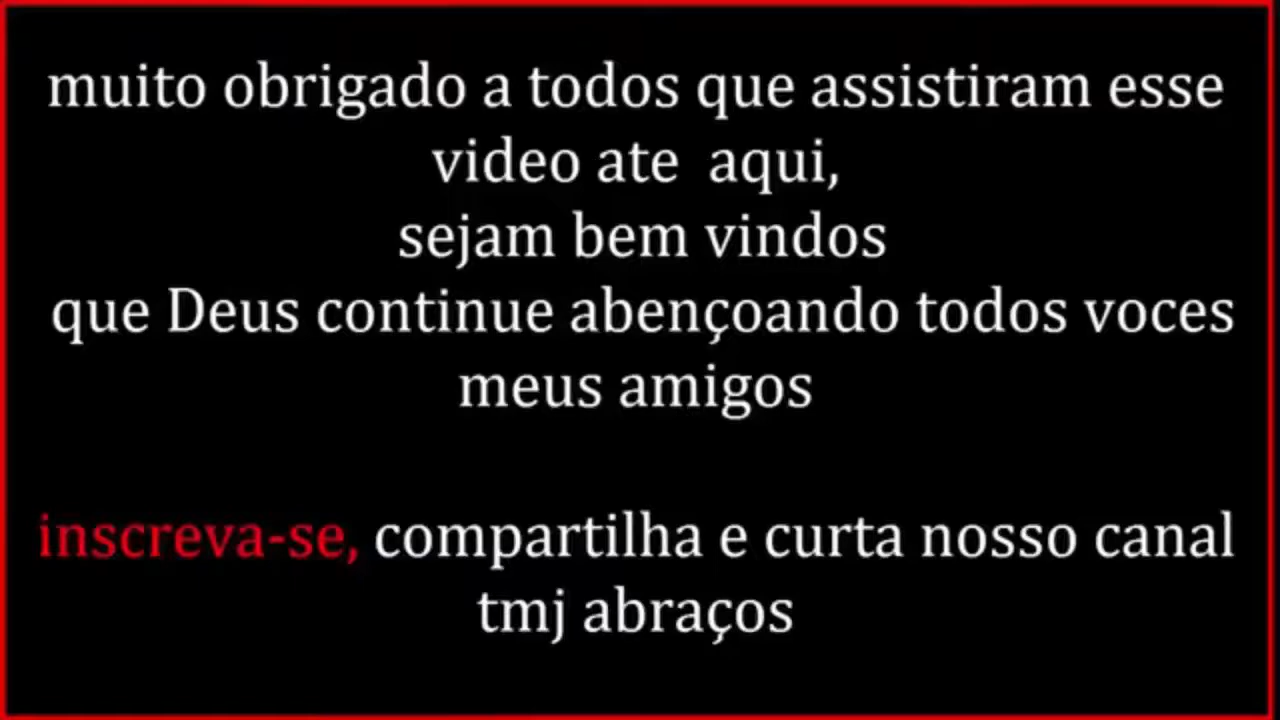 muito obrigado a todos que assistiram esse
video ate  aqui,
sejam bem vindos
que Deus continue abençoando todos voces
meus amigos
inscreva-se, compartilha e curta nosso canal
tmj abraços